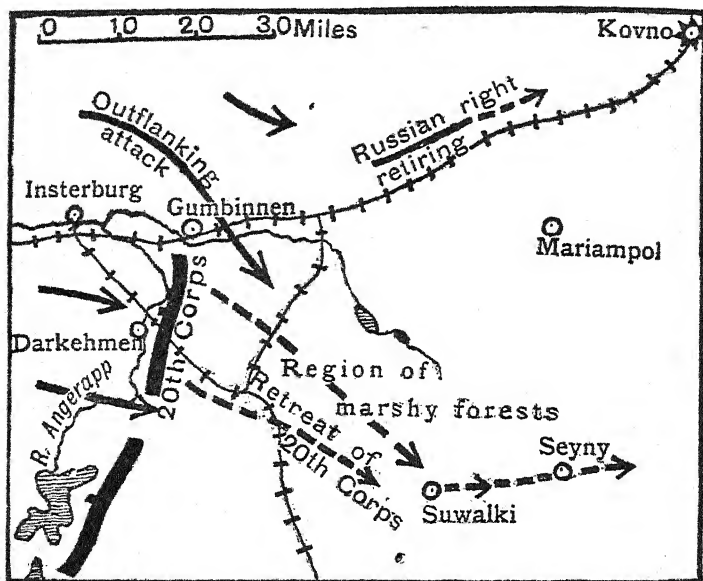 0 10 20 30 Miles
Kovno
Outflanking
attack
Russian right
retiring
Insterburg
Gumbinnen
Mariampol
20th Corps
Darkehmen
Region of
marshy forests
R. Angerapp
Retreat of
20th Corps
Seyny
Suwalki